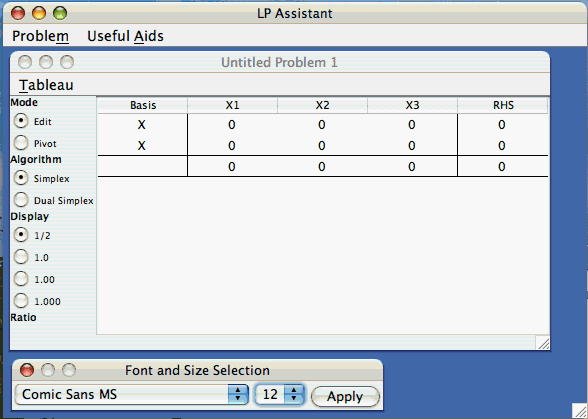 LP Assistant
Problem Useful Aids
Untitled Problem 1
Tableau
Mode
Edit
Pivot
Algorithm
Simplex
Dual Simplex
Display
1/2
1.0
1.00
1.000
Ratio
Basis X1 X2 X3 RHS
X 0 0 0 0
X 0 0 0 0
0 0 0 0
Font and Size Selection
Comic Sans MS 12 Apply